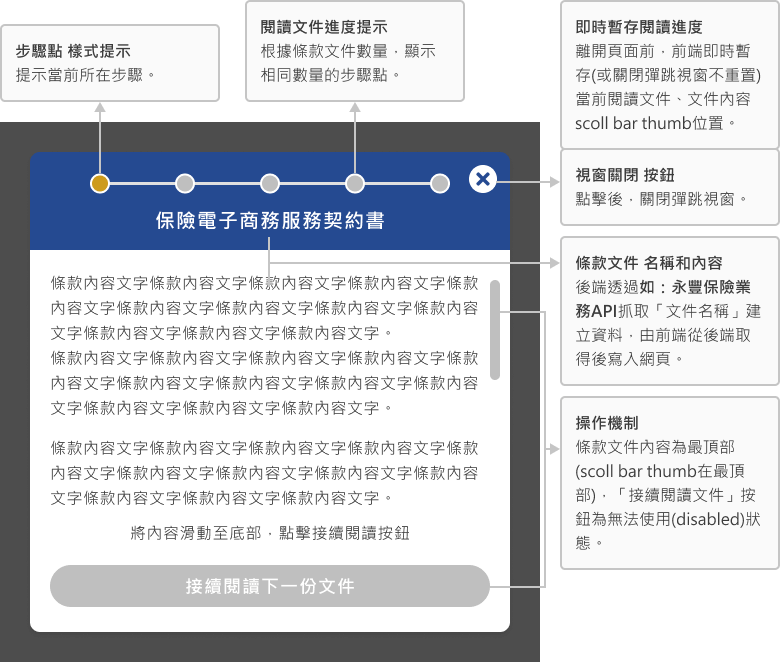 步驟點 樣式提示
提示當前所在步驟。
閱讀文件進度提示
根據條款文件數量，顯示
相同數量的步驟點。
即時暫存閱讀進度
離開頁面前，前端即時暫
存(或關閉彈跳視窗不重置)
當前閱讀文件、文件內容
scoll bar thumb位置。
視窗關閉 按鈕
點擊後，關閉彈跳視窗。
條款文件 名稱和內容
後端透過如：永豐保險業
務API抓取「文件名稱」建
立資料，由前端從後端取
得後寫入網頁。
操作機制
條款文件內容為最頂部
(scoll bar thumb在最頂
部)，「接續閱讀文件」按
鈕為無法使用(disabled)狀
態。
保險電子商務服務契約書
條款內容文字條款內容文字條款內容文字條款內容文字條款
內容文字條款內容文字條款內容文字條款內容文字條款內容
文字條款內容文字條款內容文字條款內容文字。
條款內容文字條款內容文字條款內容文字條款內容文字條款
內容文字條款內容文字條款內容文字條款內容文字條款內容
文字條款內容文字條款內容文字條款內容文字。
條款內容文字條款內容文字條款內容文字條款內容文字條款
內容文字條款內容文字條款內容文字條款內容文字條款內容
文字條款內容文字條款內容文字條款內容文字。
將內容滑動至底部，點擊接續閱讀按鈕
接續閱讀下一份文件